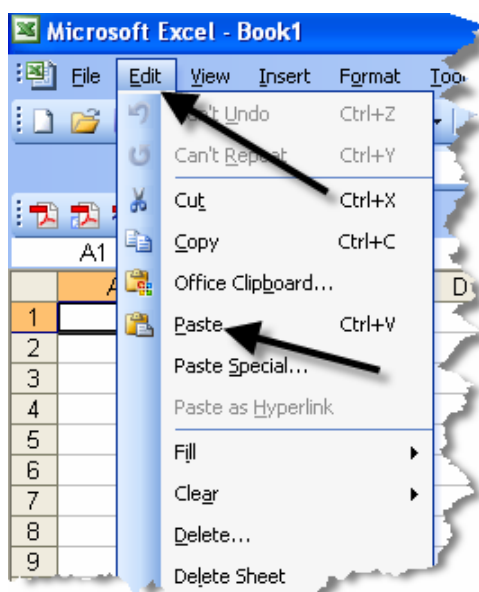 Microsoft Excel - Book1
File Edit View Insert Format
Undo Ctrl+Z
Can't Repeat Ctrl+Y
Cut Ctrl+X
Copy Ctrl+C
A1
Office Clipboard...
D
1
Paste Ctrl+V
2
Paste Special...
3
4 Paste as Hyperlink
5
Fill
6
7 Clear
8 Delete...
9
Delete Sheet